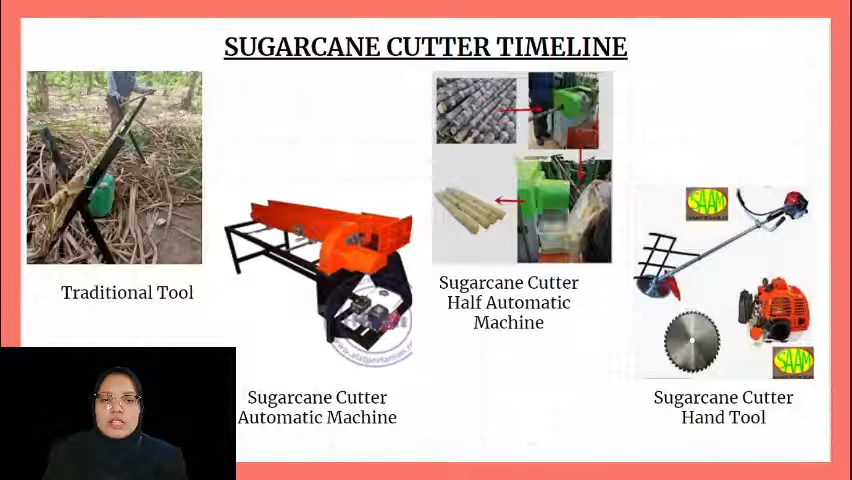 SUGARCANE CUTTER TIMELINE
Traditional Tool
Sugarcane Cutter
Automatic Machine
Sugarcane Cutter
Half Automatic
Machine
SAAM
SAAM
Sugarcane Cutter
Hand Tool